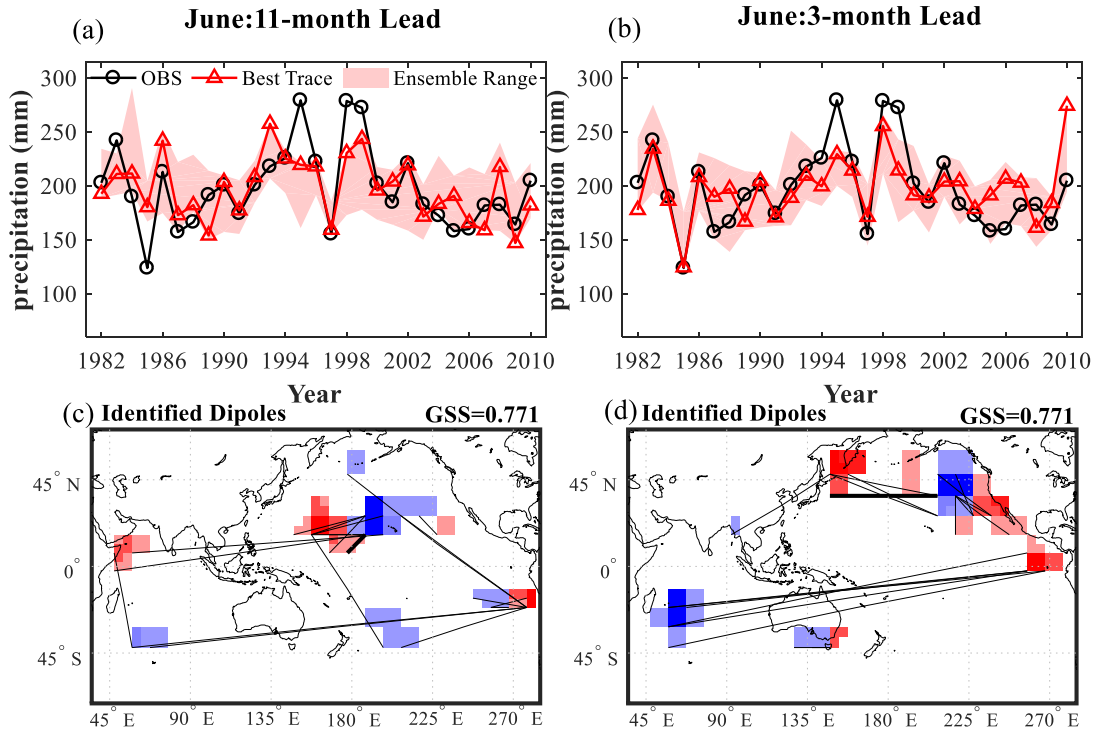 (a) June:11-month Lead
(b) June:3-month Lead
OBS Best Trace Ensemble Range
300
250
200
150
100
precipitation (mm)
1982 1986 1990 1994 1998 2002 2006 2010
Year
300
250
200
150
100
precipitation (mm)
1982 1986 1990 1994 1998 2002 2006 2010
Year
(c) Identified Dipoles GSS=0.771
45° N
0°
45° S
45° E 90° E 135° E 180° E 225° E 270° E
(d) Identified Dipoles GSS=0.771
45° N
0°
45° S
45° E 90° E 135° E 180° E 225° E 270° E